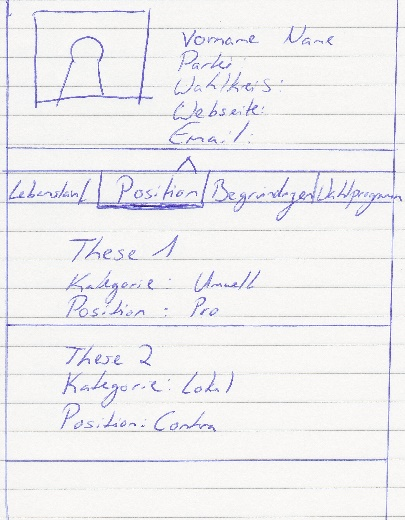 Vorname Name
Partei
Wahlkreis:
Webseite:
Email:
Lebenslauf Position Begründungen Wahlprogramm
These 1
Kategorie: Umwelt
Position: Pro
These 2
Kategorie: Lokal
Position: Contra